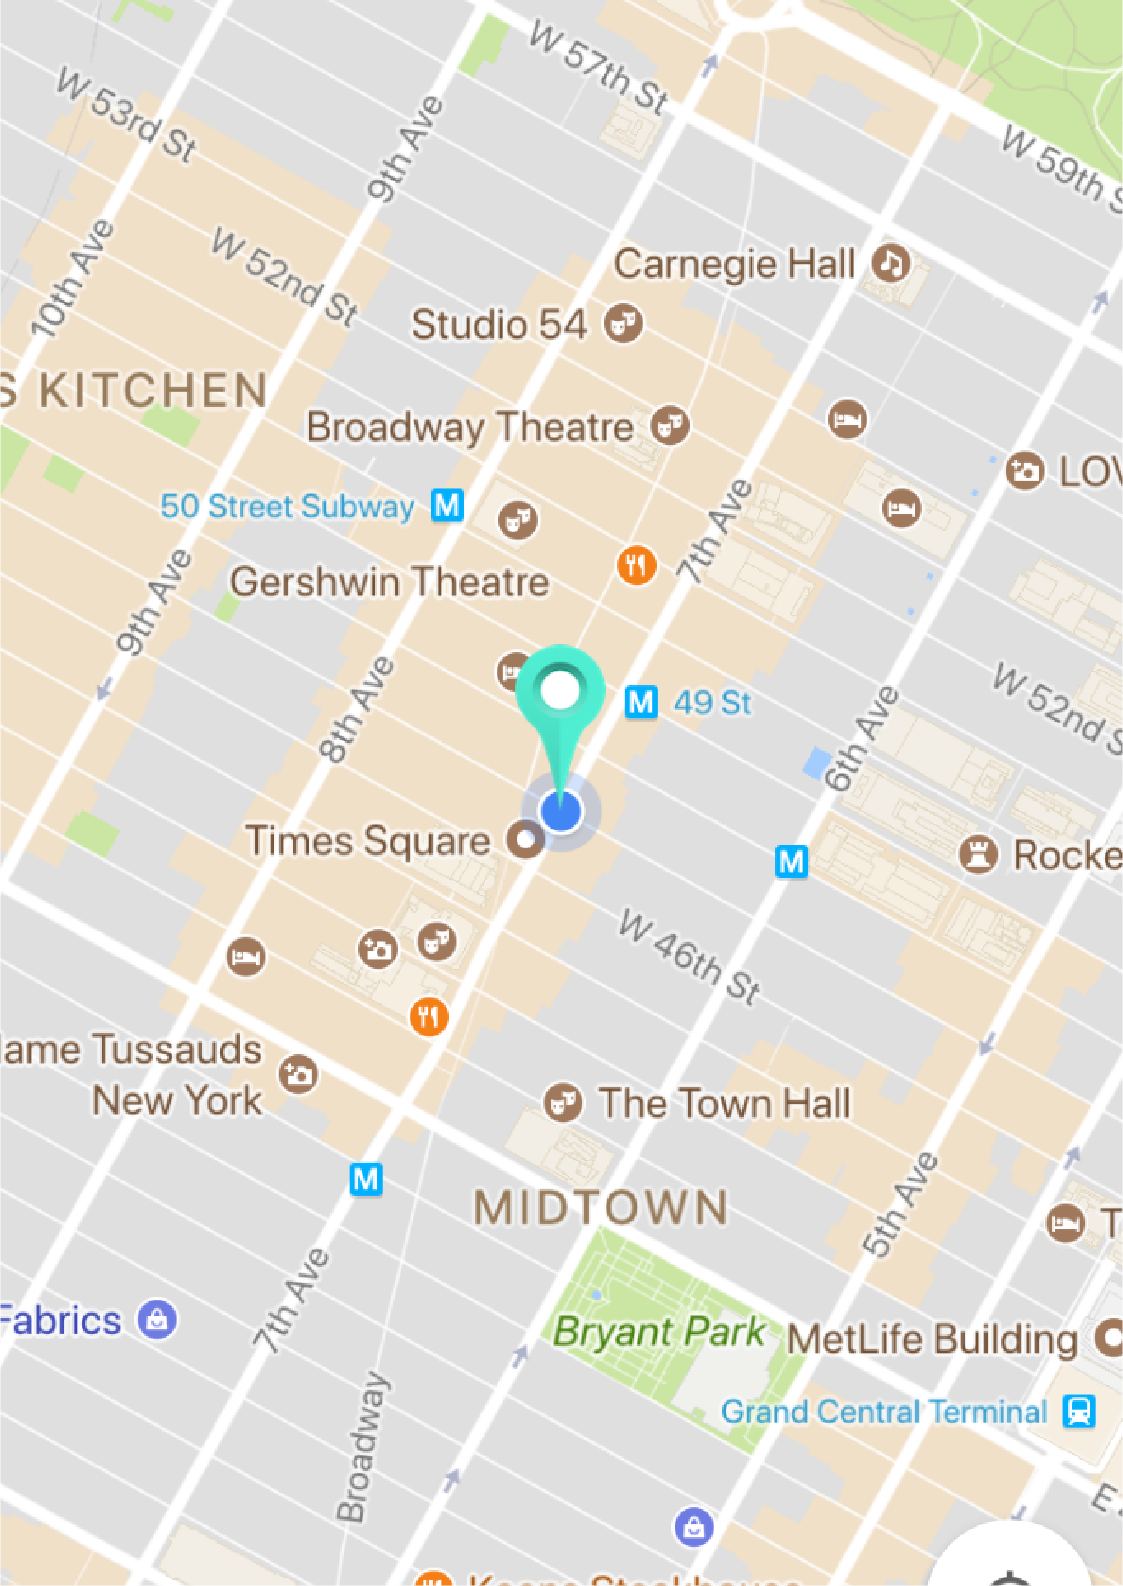 W 57th St
W 53rd St
9th Ave
W 59th S
W 52nd St
10th Ave
Carnegie Hall
Studio 54
S KITCHEN
Broadway Theatre
LOV
50 Street Subway
M
7th Ave
Gershwin Theatre
9th Ave
8th Ave
M
49 St
W 52nd S
6th Ave
Times Square
M
Rocke
W 46th St
lame Tussauds
New York
The Town Hall
M
MIDTOWN
5th Ave
T
7th Ave
Fabrics
Bryant Park
MetLife Building
Grand Central Terminal
Broadway
E
Keens Steakhouse